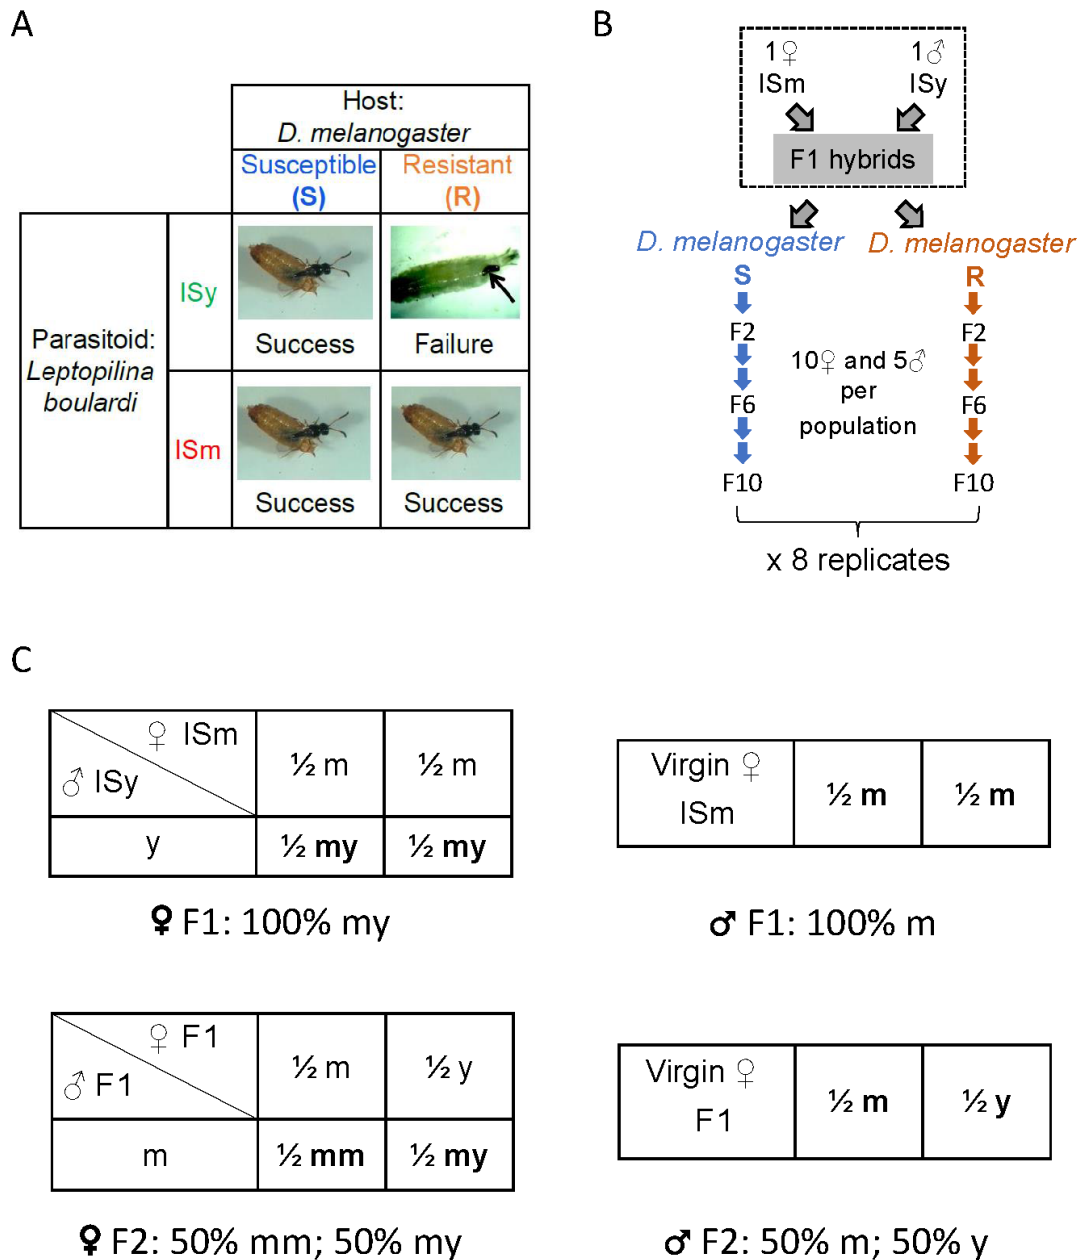 A
Host:
D. melanogaster
Susceptible
(S)
Resistant
(R)
Parasitoid:
Leptopilina
boulardi
ISy
Success
Failure
ISm
Success
Success
B
1♀
ISm
1♂
ISy
F1 hybrids
D. melanogaster
D. melanogaster
S
R
F2
F2
10♀ and 5♂
per
population
F6
F6
F10
F10
x 8 replicates
C
♀ ISm
♂ ISy
½ m
½ m
y
½ my
½ my
♀ F1: 100% my
Virgin ♀
ISm
½ m
½ m
♂ F1: 100% m
♀ F1
♂ F1
½ m
½ y
m
½ mm
½ my
♀ F2: 50% mm; 50% my
Virgin ♀
F1
½ m
½ y
♂ F2: 50% m; 50% y